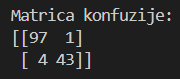 Matrica konfuzije:
[[97  1]
 [ 4 43]]